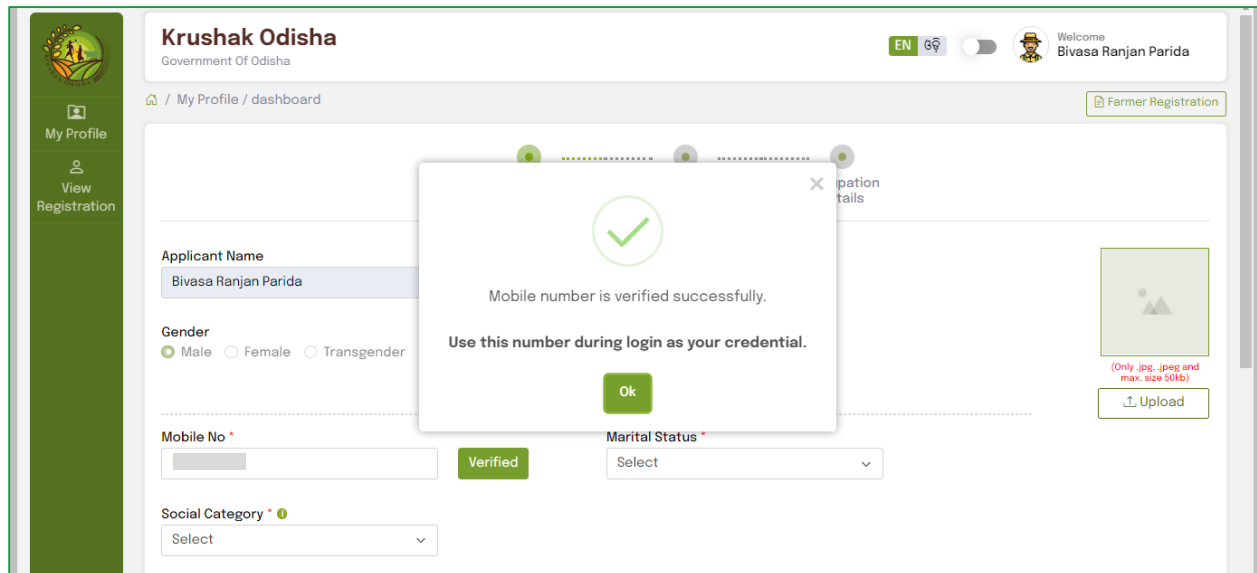 Krushak Odisha
Government Of Odisha
EN ଓଡ଼ି
Welcome
Bivasa Ranjan Parida
My Profile
View
Registration
/ My Profile / dashboard
Farmer Registration
Applicant Name
Bivasa Ranjan Parida
Gender
Male Female Transgender
Mobile number is verified successfully.
Use this number during login as your credential.
Ok
(Only .jpg, .jpeg and
max. size 50kb)
Upload
Mobile No *
Verified
Marital Status *
Select
Social Category *
Select